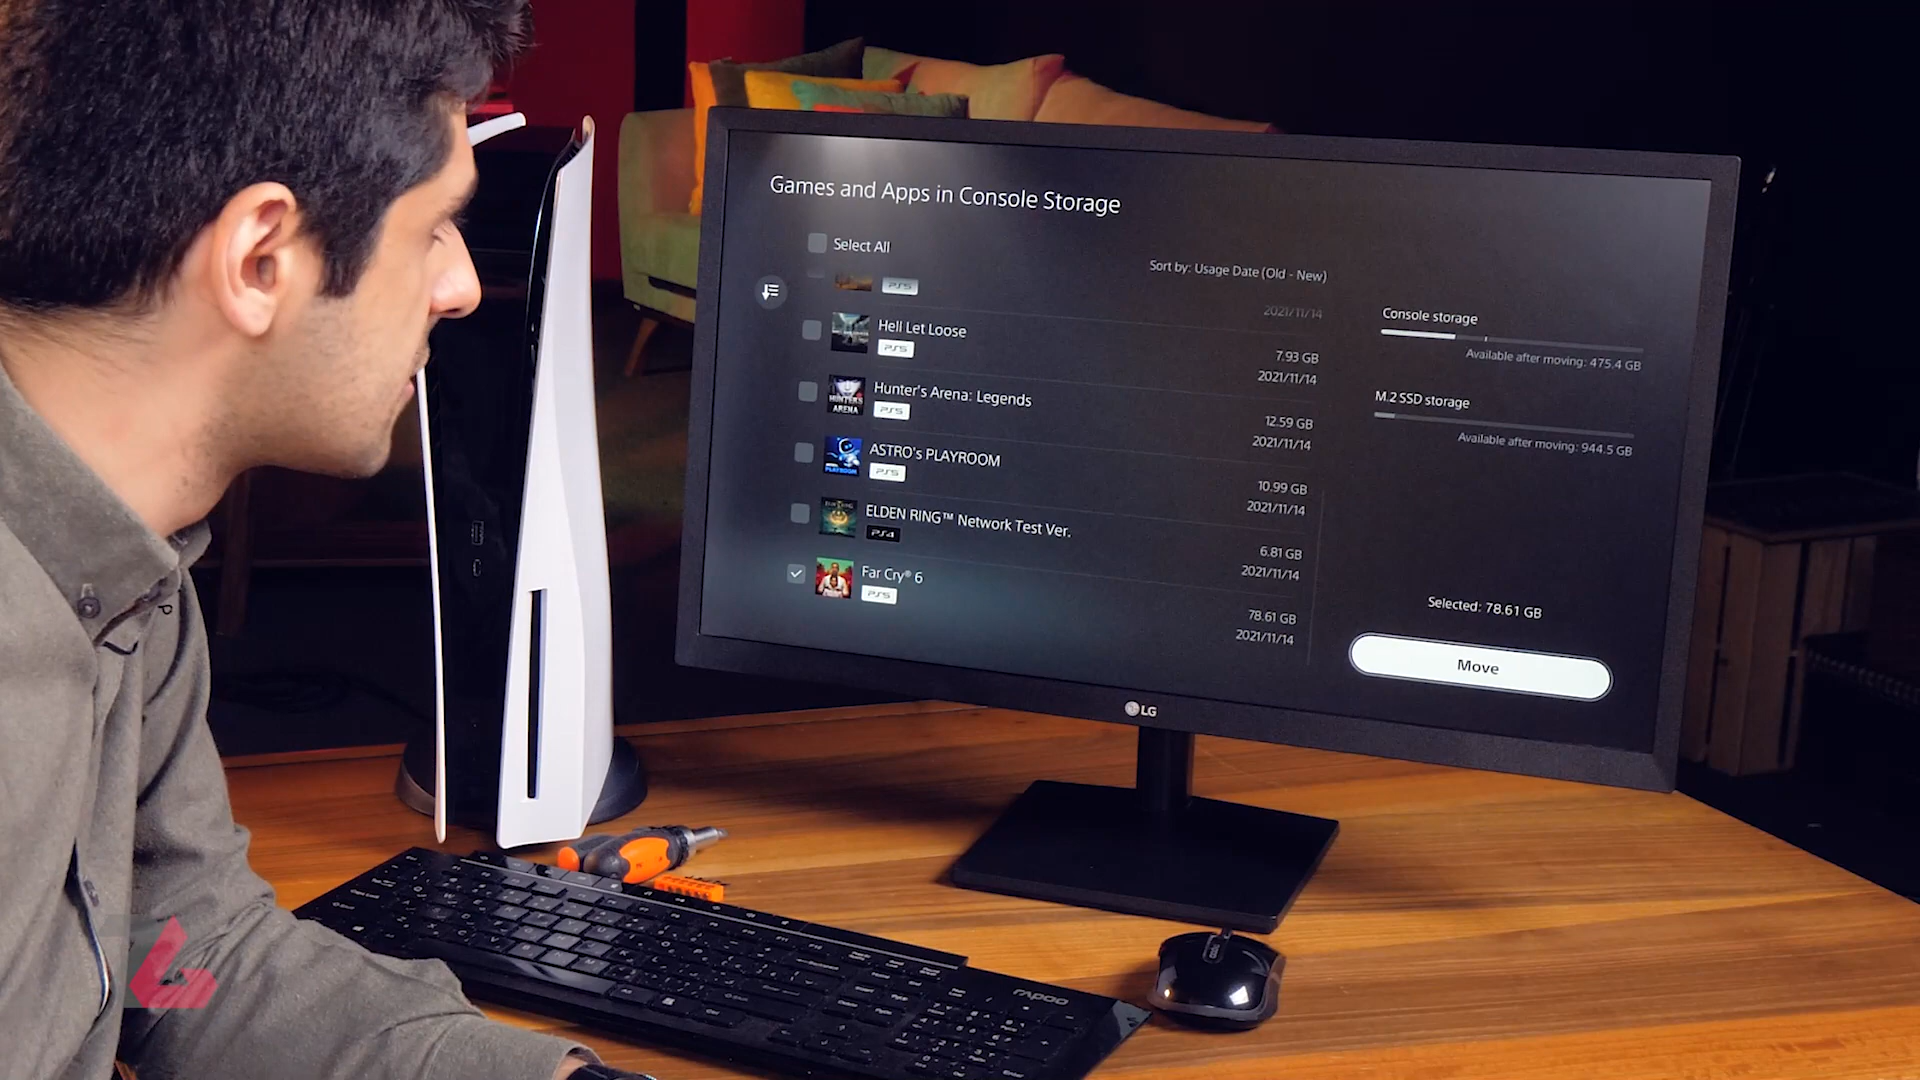 Games and Apps in Console Storage
Select All
Sort by: Usage Date (Old - New)
PS5
2021/11/14
Hell Let Loose
PS5
7.93 GB
2021/11/14
Hunter's Arena: Legends
PS5
12.59 GB
2021/11/14
HUNTER'S
ARENA
ASTRO's PLAYROOM
PS5
10.99 GB
2021/11/14
ELDEN RING™ Network Test Ver.
PS4
6.81 GB
2021/11/14
Far Cry® 6
PS5
78.61 GB
2021/11/14
Console storage
Available after moving: 475.4 GB
M.2 SSD storage
Available after moving: 944.5 GB
Selected: 78.61 GB
Move
LG
rapoo